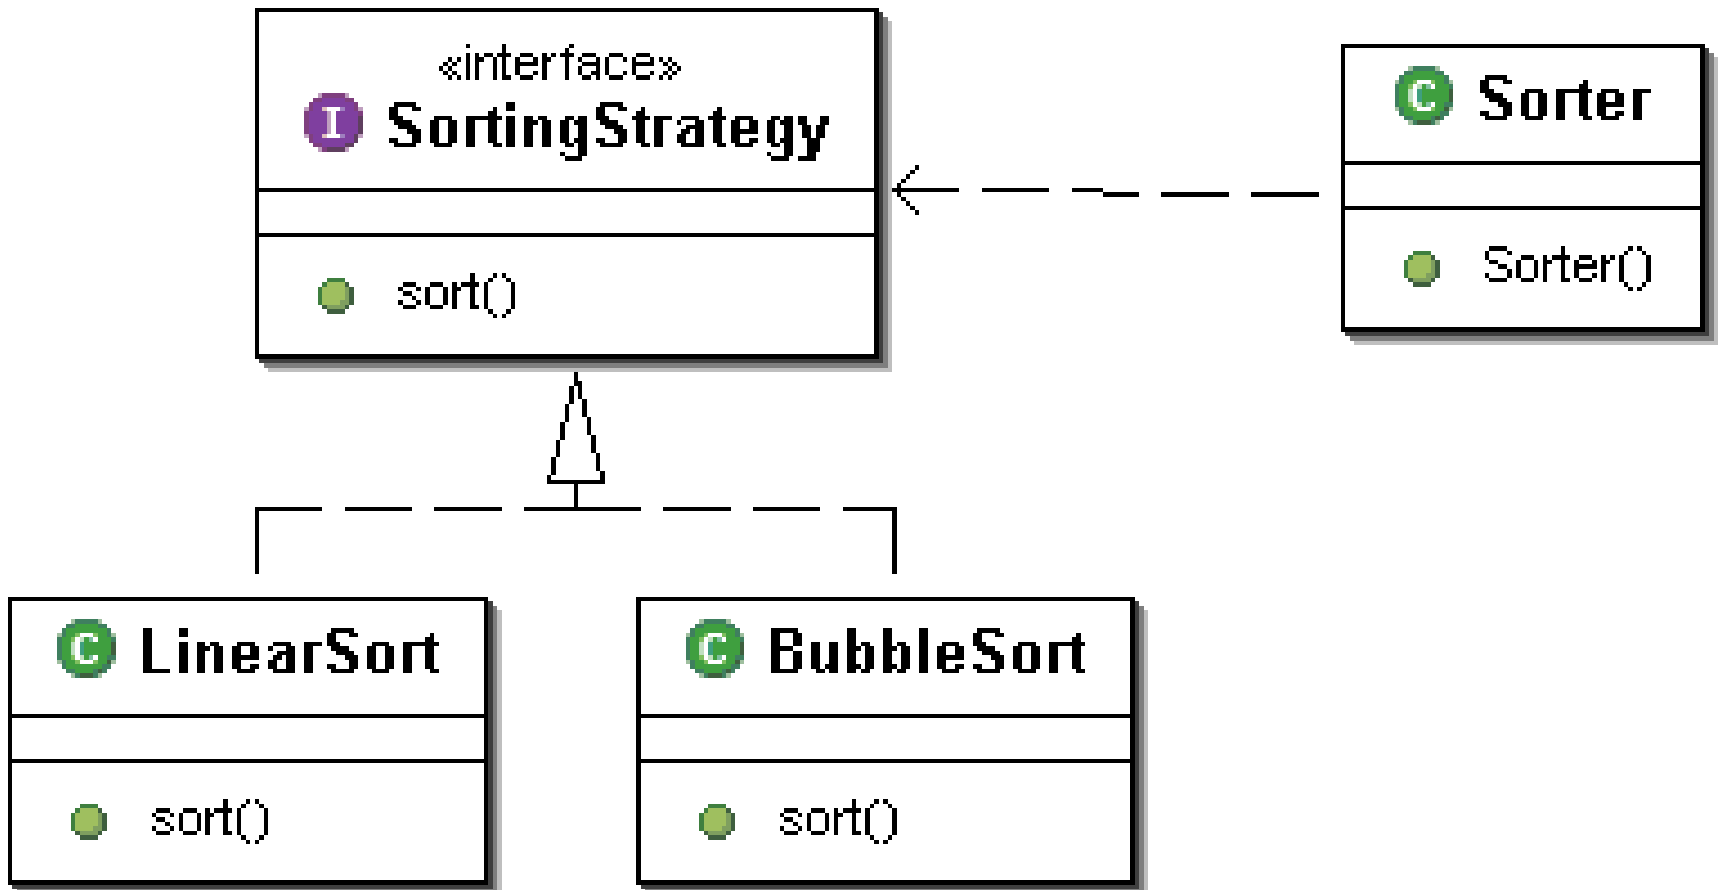 «interface»
I SortingStrategy
sort()
C Sorter
Sorter()
C LinearSort
sort()
C BubbleSort
sort()